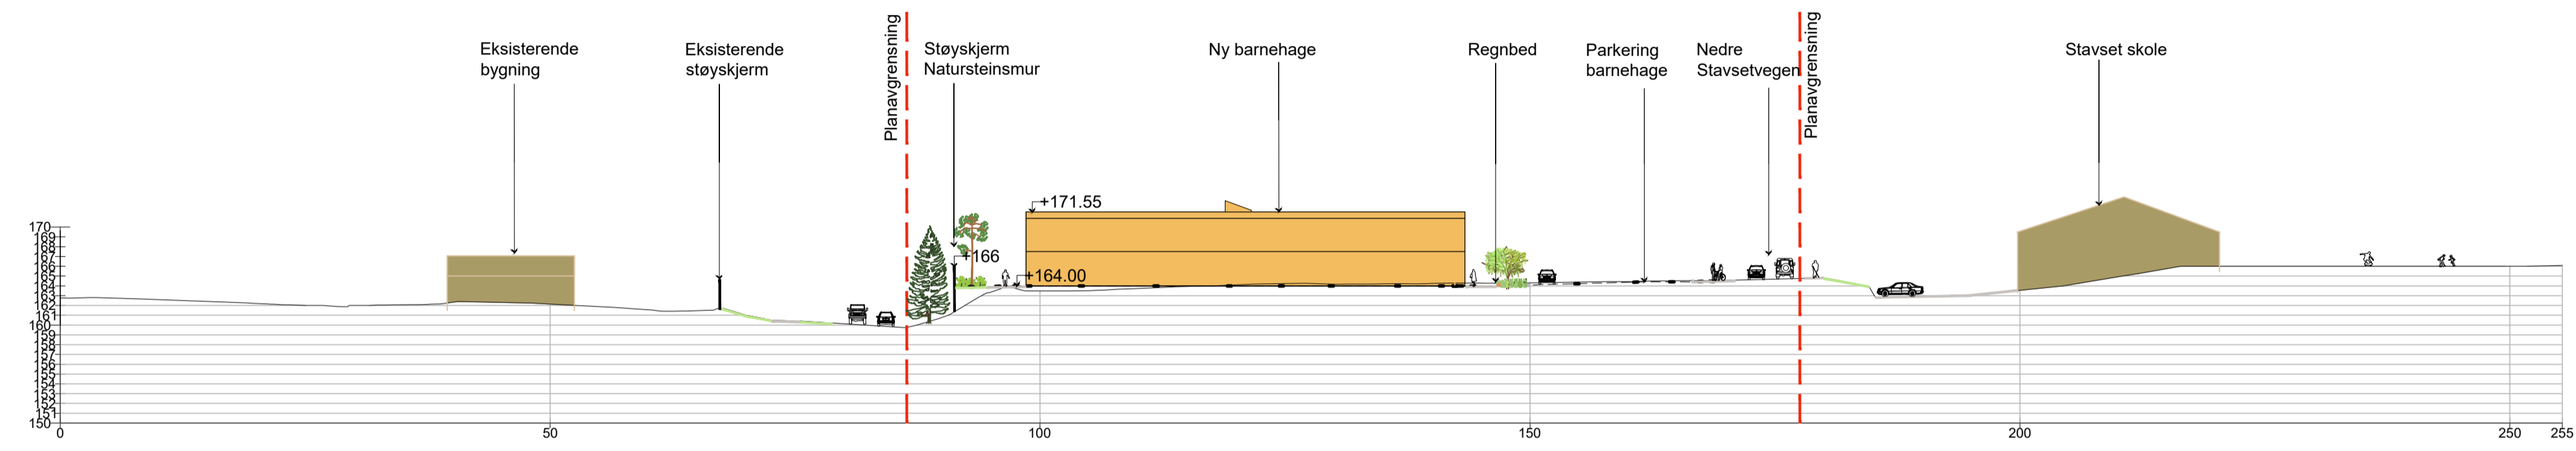 Eksisterende
bygning
Eksisterende
støyskjerm
Planavgrensning
Støyskjerm
Natursteinsmur
Ny barnehage
Regnbed
Parkering
barnehage
Nedre
Stavsetvegen
Planavgrensning
Stavset skole
+171.55
+166
+164.00
170
169
168
167
166
165
164
163
162
161
160
159
158
157
156
155
154
153
152
151
150
0
50
100
150
200
250
255